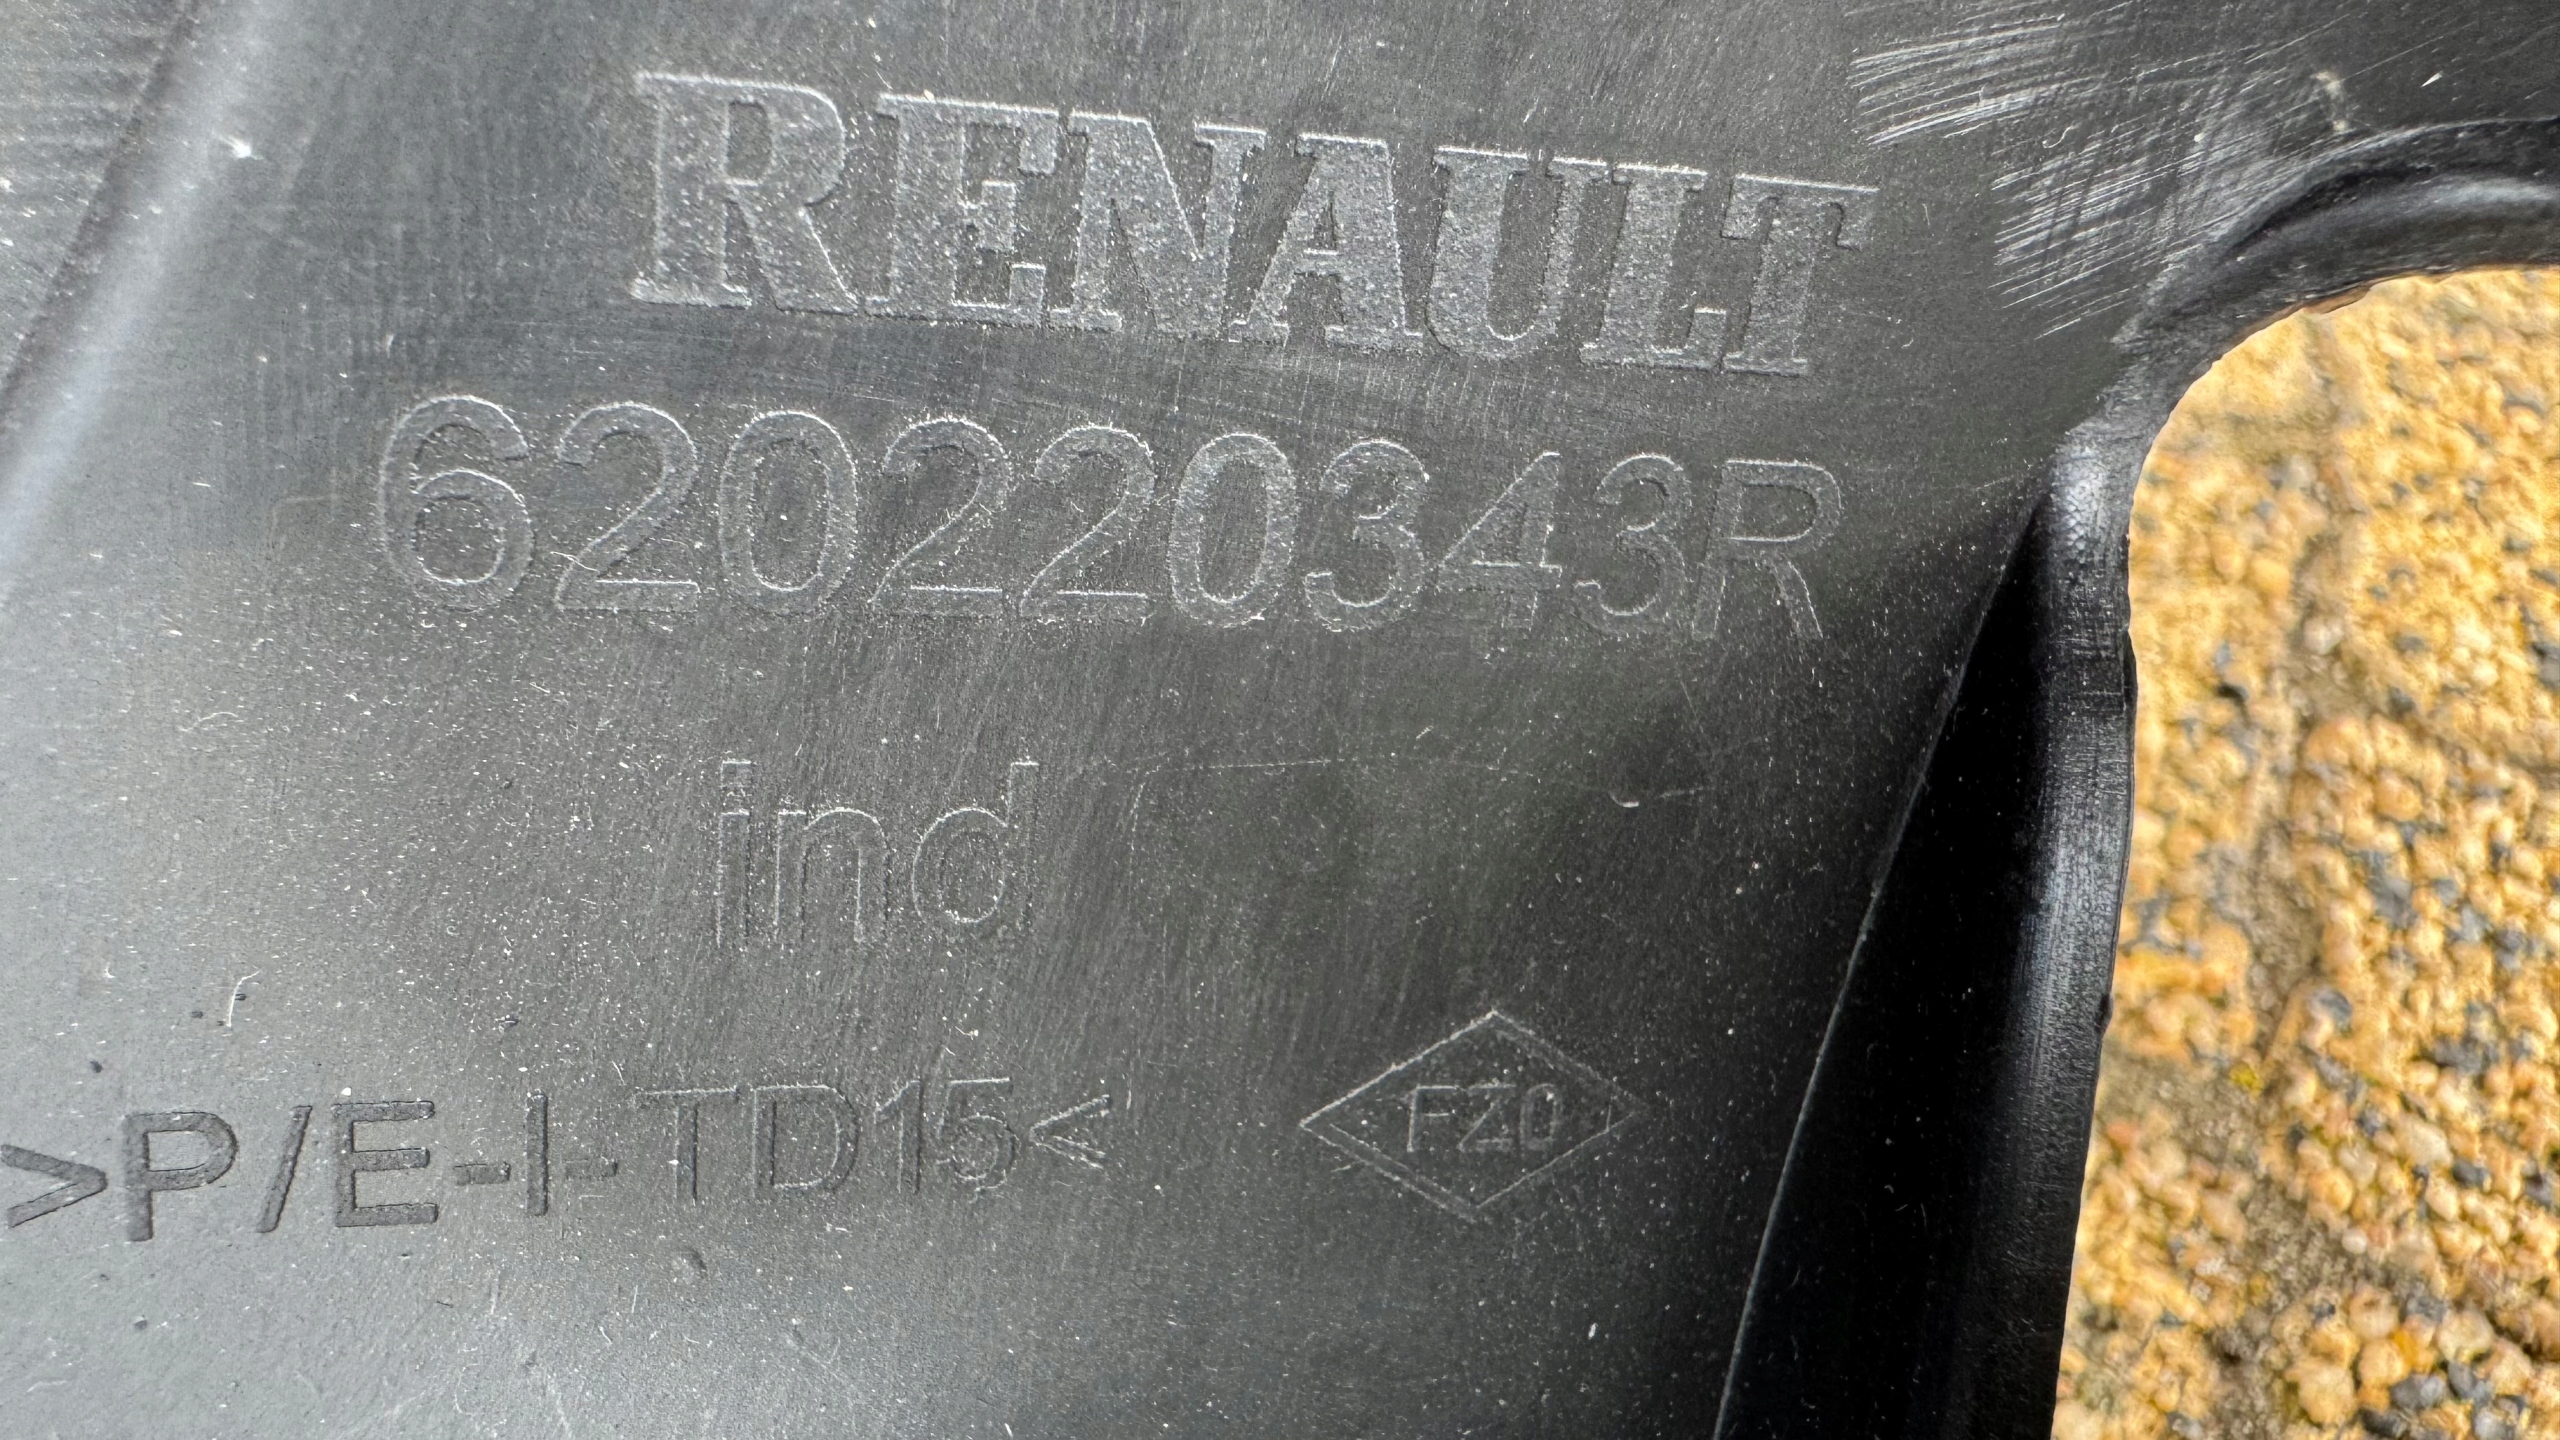 RENAULT
620220343R
ind
>P/E-I-TD15<
FZ0